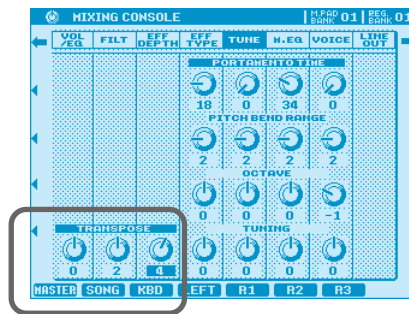 MIXING CONSOLE M.PAD BANK 01 REG. BANK 01
VOL /EQ FILT EFF DEPTH EFF TYPE TUNE M.EQ VOICE LINE OUT
PORTAMENTO TIME
18 0 34 0
PITCH BEND RANGE
2 2 2 2
OCTAVE
0 0 0 -1
TRANSPOSE TUNING
0 2 4 0 0 0 0
MASTER SONG KBD LEFT R1 R2 R3